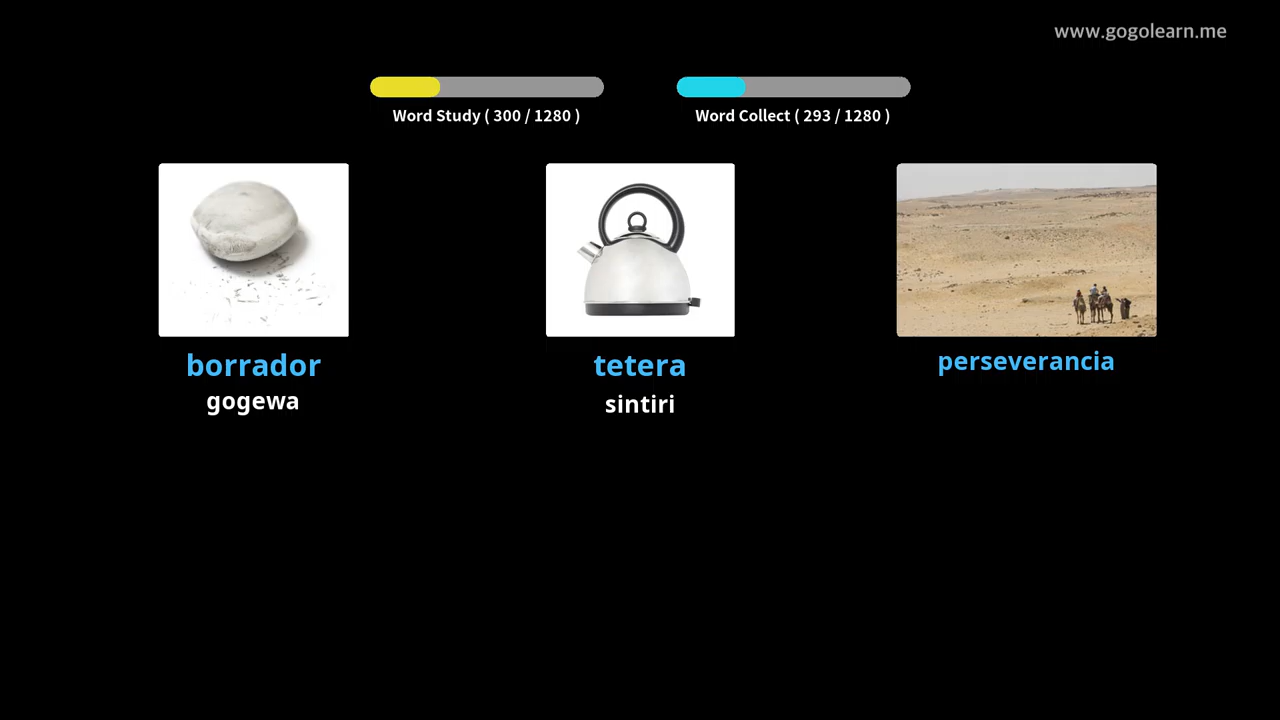 www.gogolearn.me
Word Study ( 300 / 1280 )
Word Collect ( 293 / 1280 )
borrador
gogewa
tetera
sintiri
perseverancia